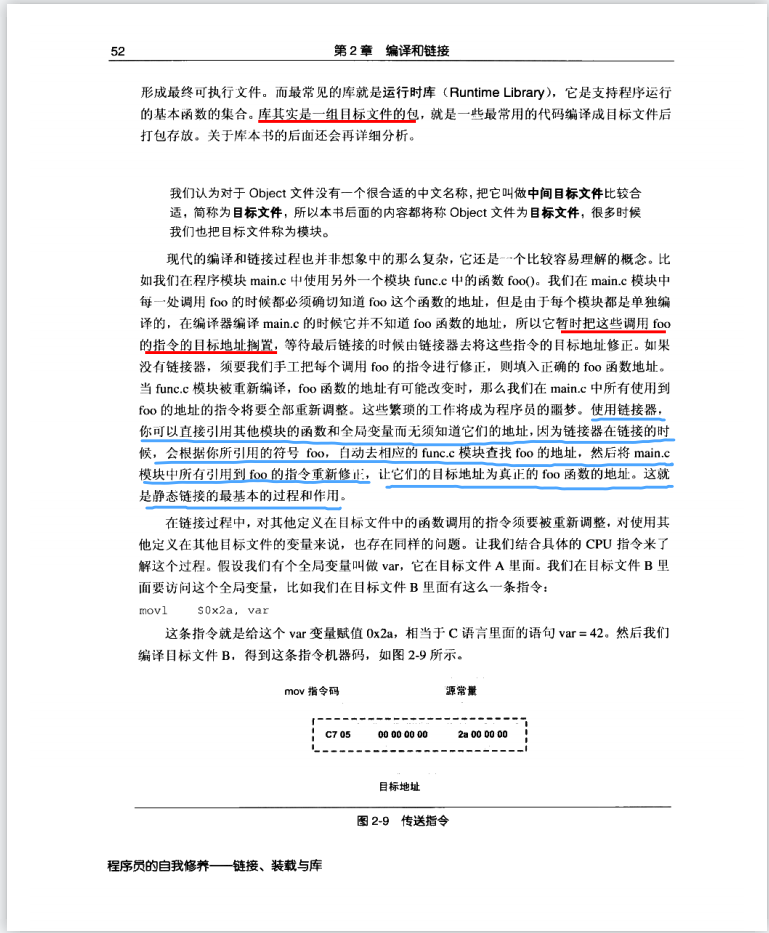 52
第 2 章 编译和链接
形成最终可执行文件。而最常见的库就是运行时库（Runtime Library），它是支持程序运行
的基本函数的集合。库其实是一组目标文件的包，就是一些最常用的代码编译成目标文件后
打包存放。关于库本书的后面还会再详细分析。
我们认为对于 Object 文件没有一个很合适的中文名称，把它叫做中间目标文件比较合
适，简称为目标文件，所以本书后面的内容都将称 Object 文件为目标文件，很多时候
我们也把目标文件称为模块。
现代的编译和链接过程也并非想象中的那么复杂，它还是一个比较容易理解的概念。比
如我们在程序模块 main.c 中使用另外一个模块 func.c 中的函数 foo()。我们在 main.c 模块中
每一处调用 foo 的时候都必须确切知道 foo 这个函数的地址，但是由于每个模块都是单独编
译的，在编译器编译 main.c 的时候它并不知道 foo 函数的地址，所以它暂时把这些调用 foo
的指令的目标地址搁置，等待最后链接的时候由链接器去将这些指令的目标地址修正。如果
没有链接器，须要我们手工把每个调用 foo 的指令进行修正，则填入正确的 foo 函数地址。
当 func.c 模块被重新编译，foo 函数的地址有可能改变时，那么我们在 main.c 中所有使用到
foo 的地址的指令将要全部重新调整。这些繁琐的工作将成为程序员的噩梦。使用链接器，
你可以直接引用其他模块的函数和全局变量而无须知道它们的地址，因为链接器在链接的时
候，会根据你所引用的符号 foo，自动去相应的 func.c 模块查找 foo 的地址，然后将 main.c
模块中所有引用到 foo 的指令重新修正，让它们的目标地址为真正的 foo 函数的地址。这就
是静态链接的最基本的过程和作用。
在链接过程中，对其他定义在目标文件中的函数调用的指令须要被重新调整，对使用其
他定义在其他目标文件的变量来说，也存在同样的问题。让我们结合具体的 CPU 指令来了
解这个过程。假设我们有个全局变量叫做 var，它在目标文件 A 里面。我们在目标文件 B 里
面要访问这个全局变量，比如我们在目标文件 B 里面有这么一条指令：
movl $0x2a, var
这条指令就是给这个 var 变量赋值 0x2a，相当于 C 语言里面的语句 var = 42。然后我们
编译目标文件 B，得到这条指令机器码，如图 2-9 所示。
mov 指令码 源常量
C7 05 00 00 00 00 2a 00 00 00
目标地址
图 2-9 传送指令
程序员的自我修养——链接、装载与库